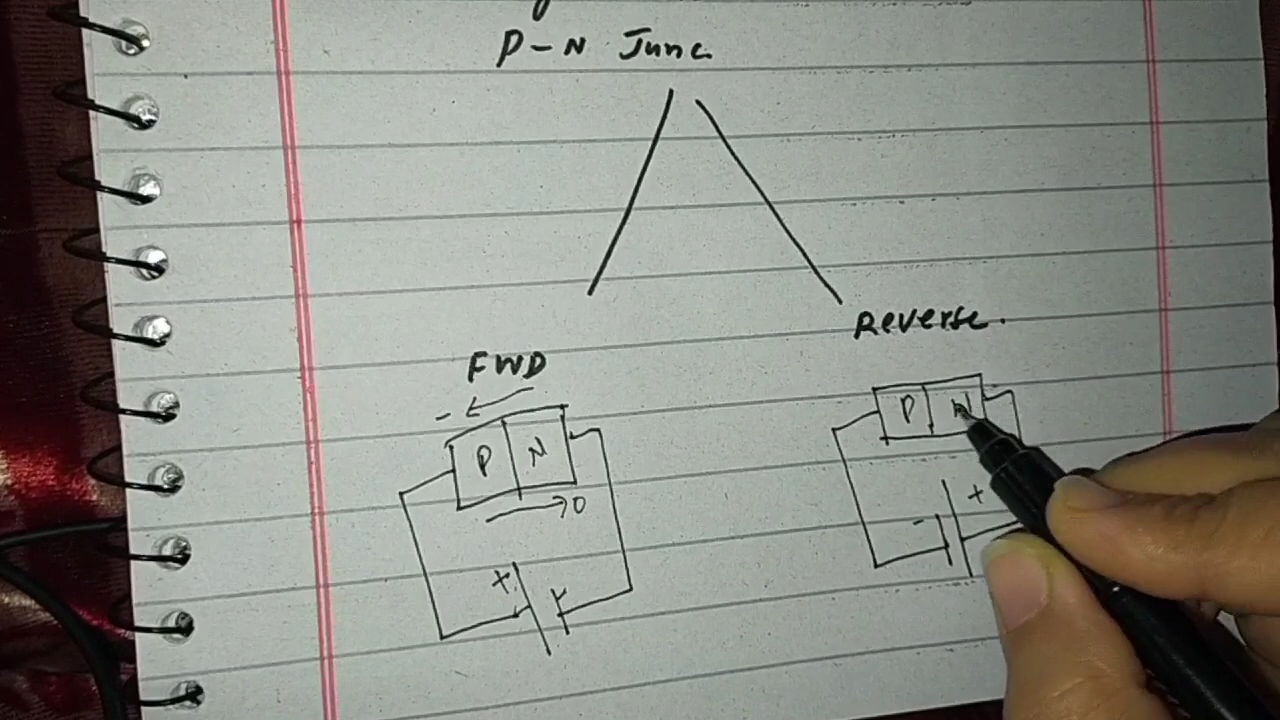 P-N Junc.
Reverse.
FWD
-
P N
P N
O
+
- +